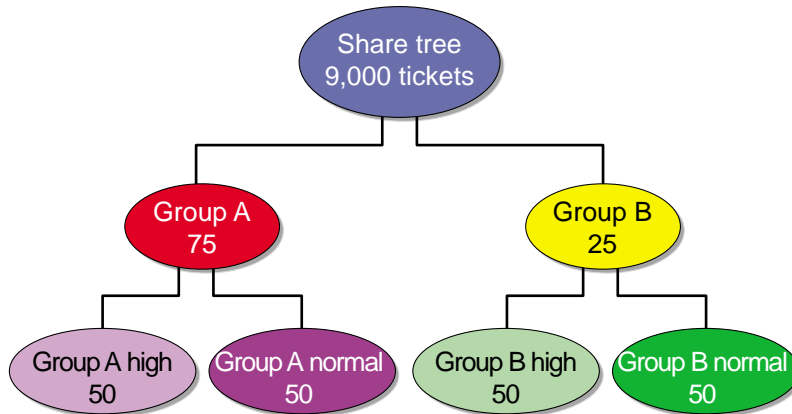 Share tree
9,000 tickets
Group A
75
Group B
25
Group A high
50
Group A normal
50
Group B high
50
Group B normal
50